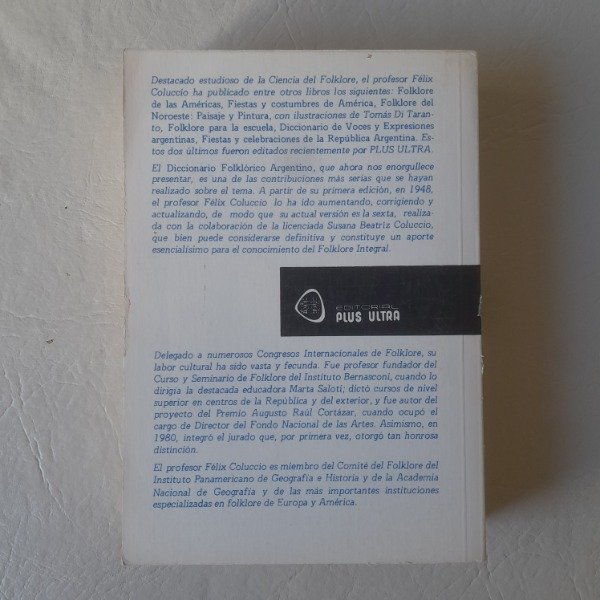 Destacado estudioso de la Ciencia del Folklore, el profesor Félix
Coluccio ha publicado entre otros libros los siguientes: Folklore
de las Américas, Fiestas y costumbres de América, Folklore del
Noroeste: Paisaje y Pintura, con ilustraciones de Tomás Di Taran-
to, Folklore para la escuela, Diccionario de Voces y Expresiones
argentinas, Fiestas y celebraciones de la República Argentina. Es-
tos dos últimos fueron editados recientemente por PLUS ULTRA.
El Diccionario Folklórico Argentino, que ahora nos enorgullece
presentar, es una de las contribuciones más serias que se hayan
realizado sobre el tema. A partir de su primera edición, en 1948,
el profesor Félix Coluccio lo ha ido aumentando, corrigiendo y
actualizando, de modo que su actual versión es la sexta, realiza-
da con la colaboración de la licenciada Susana Beatriz Coluccio,
que bien puede considerarse definitiva y constituye un aporte
esencialísimo para el conocimiento del Folklore Integral.
EDITORIAL
PLUS ULTRA
Delegado a numerosos Congresos Internacionales de Folklore, su
labor cultural ha sido vasta y fecunda. Fue profesor fundador del
Curso y Seminario de Folklore del Instituto Bernasconi, cuando lo
dirigía la destacada educadora Marta Saloti; dictó cursos de nivel
superior en centros de la República y del exterior, y fue autor del
proyecto del Premio Augusto Raúl Cortázar, cuando ocupó el
cargo de Director del Fondo Nacional de las Artes. Asimismo, en
1980, integró el jurado que, por primera vez, otorgó tan honrosa
distinción.
El profesor Félix Coluccio es miembro del Comité del Folklore del
Instituto Panamericano de Geografía e Historia y de la Academia
Nacional de Geografía y de las más importantes instituciones
especializadas en folklore de Europa y América.